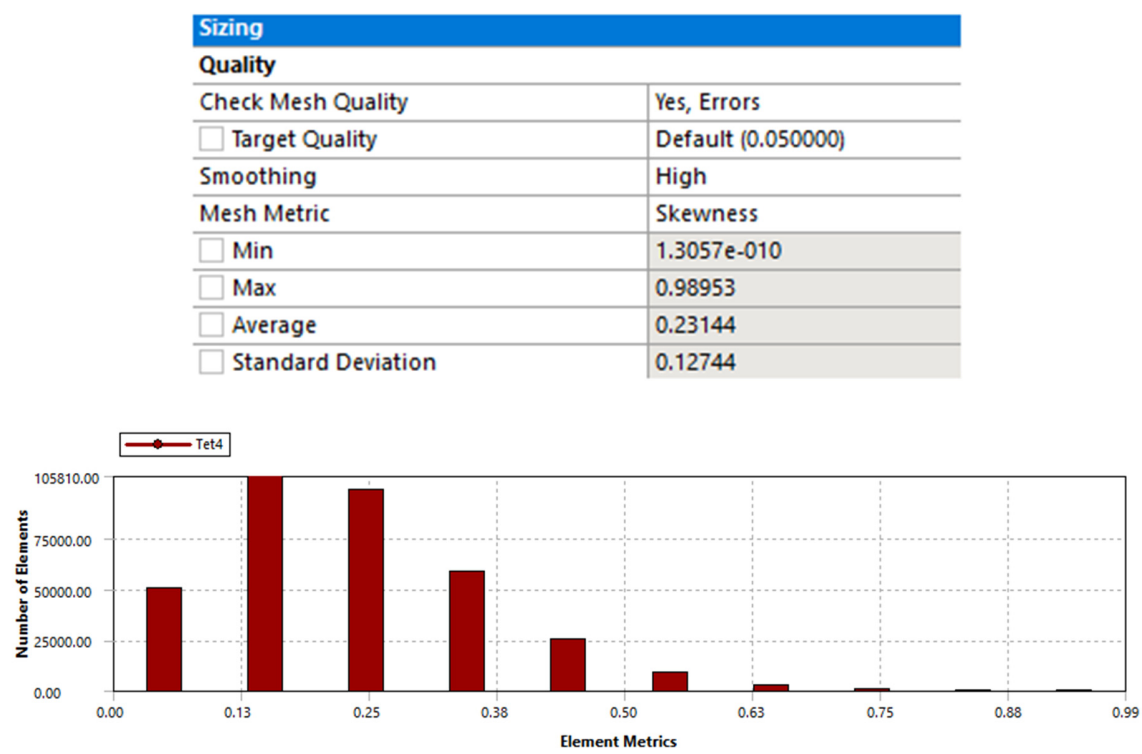 Sizing
Quality
Check Mesh Quality Yes, Errors
Target Quality Default (0.050000)
Smoothing High
Mesh Metric Skewness
Min 1.3057e-010
Max 0.98953
Average 0.23144
Standard Deviation 0.12744
Tet4
105810.00
75000.00
50000.00
25000.00
0.00
Number of Elements
0.00 0.13 0.25 0.38 0.50 0.63 0.75 0.88 0.99
Element Metrics